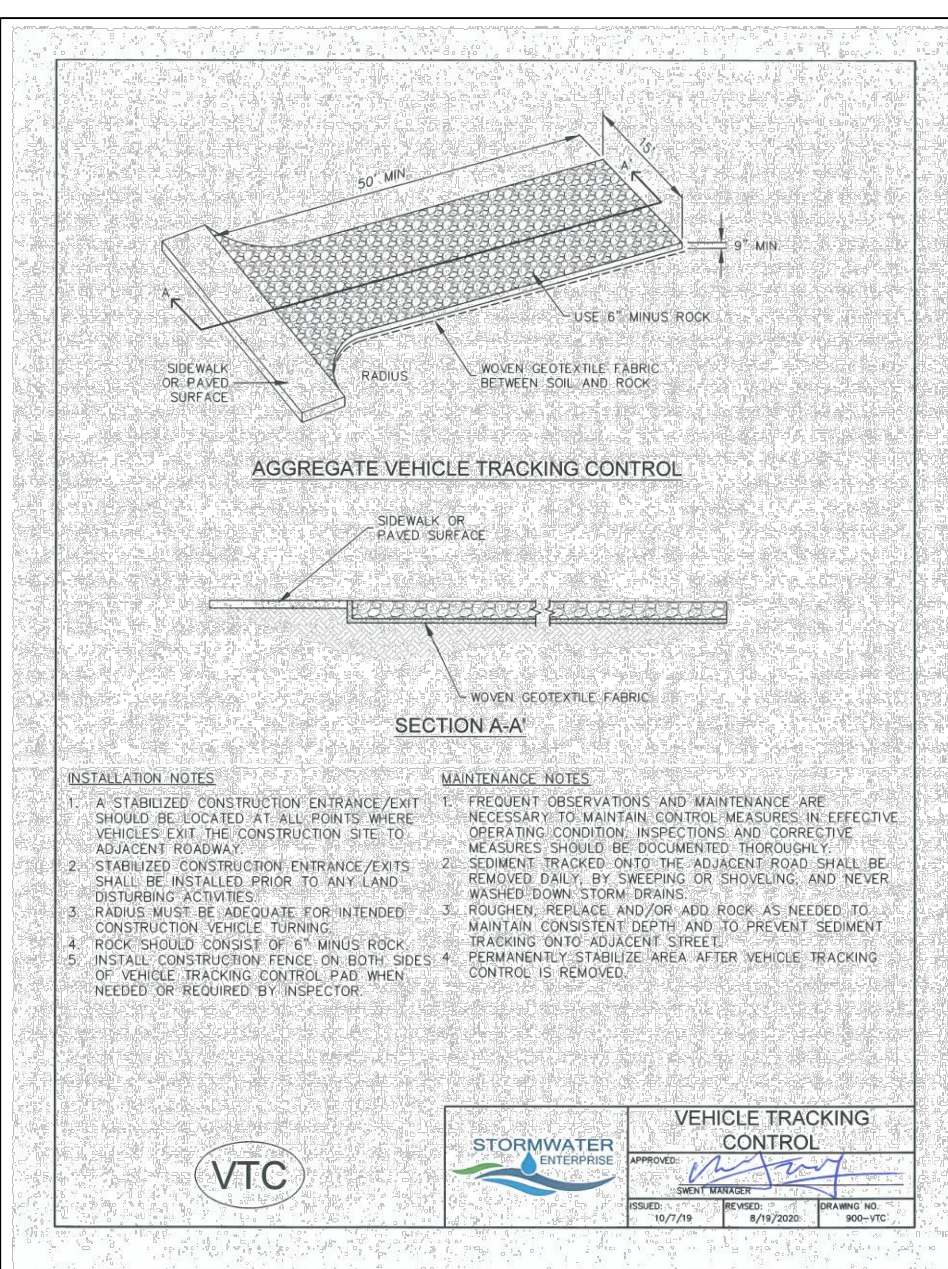 50' MIN.
15'
A'
9" MIN.
A
USE 6" MINUS ROCK
SIDEWALK
OR PAVED
SURFACE
RADIUS
WOVEN GEOTEXTILE FABRIC
BETWEEN SOIL AND ROCK
AGGREGATE VEHICLE TRACKING CONTROL
SIDEWALK OR
PAVED SURFACE
WOVEN GEOTEXTILE FABRIC
SECTION A-A'
INSTALLATION NOTES
1. A STABILIZED CONSTRUCTION ENTRANCE/EXIT
SHOULD BE LOCATED AT ALL POINTS WHERE
VEHICLES EXIT THE CONSTRUCTION SITE TO
ADJACENT ROADWAY.
2. STABILIZED CONSTRUCTION ENTRANCE/EXITS
SHALL BE INSTALLED PRIOR TO ANY LAND
DISTURBING ACTIVITIES.
3. RADIUS MUST BE ADEQUATE FOR INTENDED
CONSTRUCTION VEHICLE TURNING.
4. ROCK SHOULD CONSIST OF 6" MINUS ROCK.
5. INSTALL CONSTRUCTION FENCE ON BOTH SIDES
OF VEHICLE TRACKING CONTROL PAD WHEN
NEEDED OR REQUIRED BY INSPECTOR.
MAINTENANCE NOTES
1. FREQUENT OBSERVATIONS AND MAINTENANCE ARE
NECESSARY TO MAINTAIN CONTROL MEASURES IN EFFECTIVE
OPERATING CONDITION. INSPECTIONS AND CORRECTIVE
MEASURES SHOULD BE DOCUMENTED THOROUGHLY.
2. SEDIMENT TRACKED ONTO THE ADJACENT ROAD SHALL BE
REMOVED DAILY, BY SWEEPING OR SHOVELING, AND NEVER
WASHED DOWN STORM DRAINS.
3. ROUGHEN, REPLACE AND/OR ADD ROCK AS NEEDED TO
MAINTAIN CONSISTENT DEPTH AND TO PREVENT SEDIMENT
TRACKING ONTO ADJACENT STREET.
4. PERMANENTLY STABILIZE AREA AFTER VEHICLE TRACKING
CONTROL IS REMOVED.
VTC
STORMWATER
ENTERPRISE
VEHICLE TRACKING
CONTROL
APPROVED:
SWENT MANAGER
ISSUED:
10/7/19
REVISED:
8/19/2020
DRAWING NO.
900-VTC